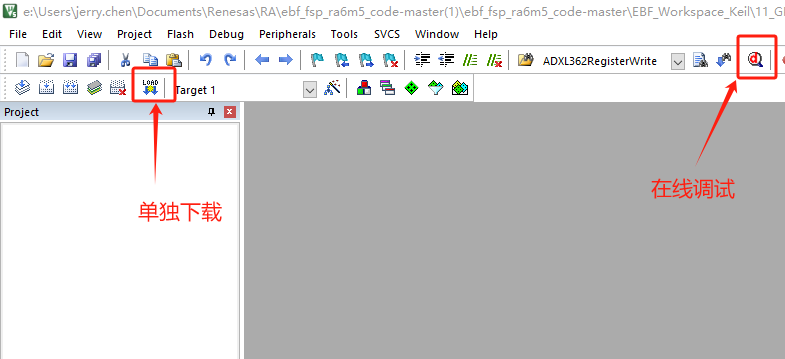 e:\Users\jerry.chen\Documents\Renesas\RA\ebf_fsp_ra6m5_code-master(1)\ebf_fsp_ra6m5_code-master\EBF_Workspace_Keil\11_G
File Edit View Project Flash Debug Peripherals Tools SVCS Window Help
ADXL362RegisterWrite
LOAD
Target 1
Project
单独下载
在线调试